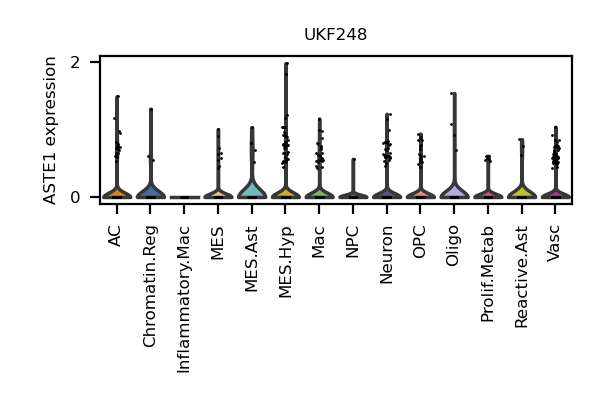 UKF248
ASTE1 expression
2
0
AC
Chromatin.Reg
Inflammatory.Mac
MES
MES.Ast
MES.Hyp
Mac
NPC
Neuron
OPC
Oligo
Prolif.Metab
Reactive.Ast
Vasc